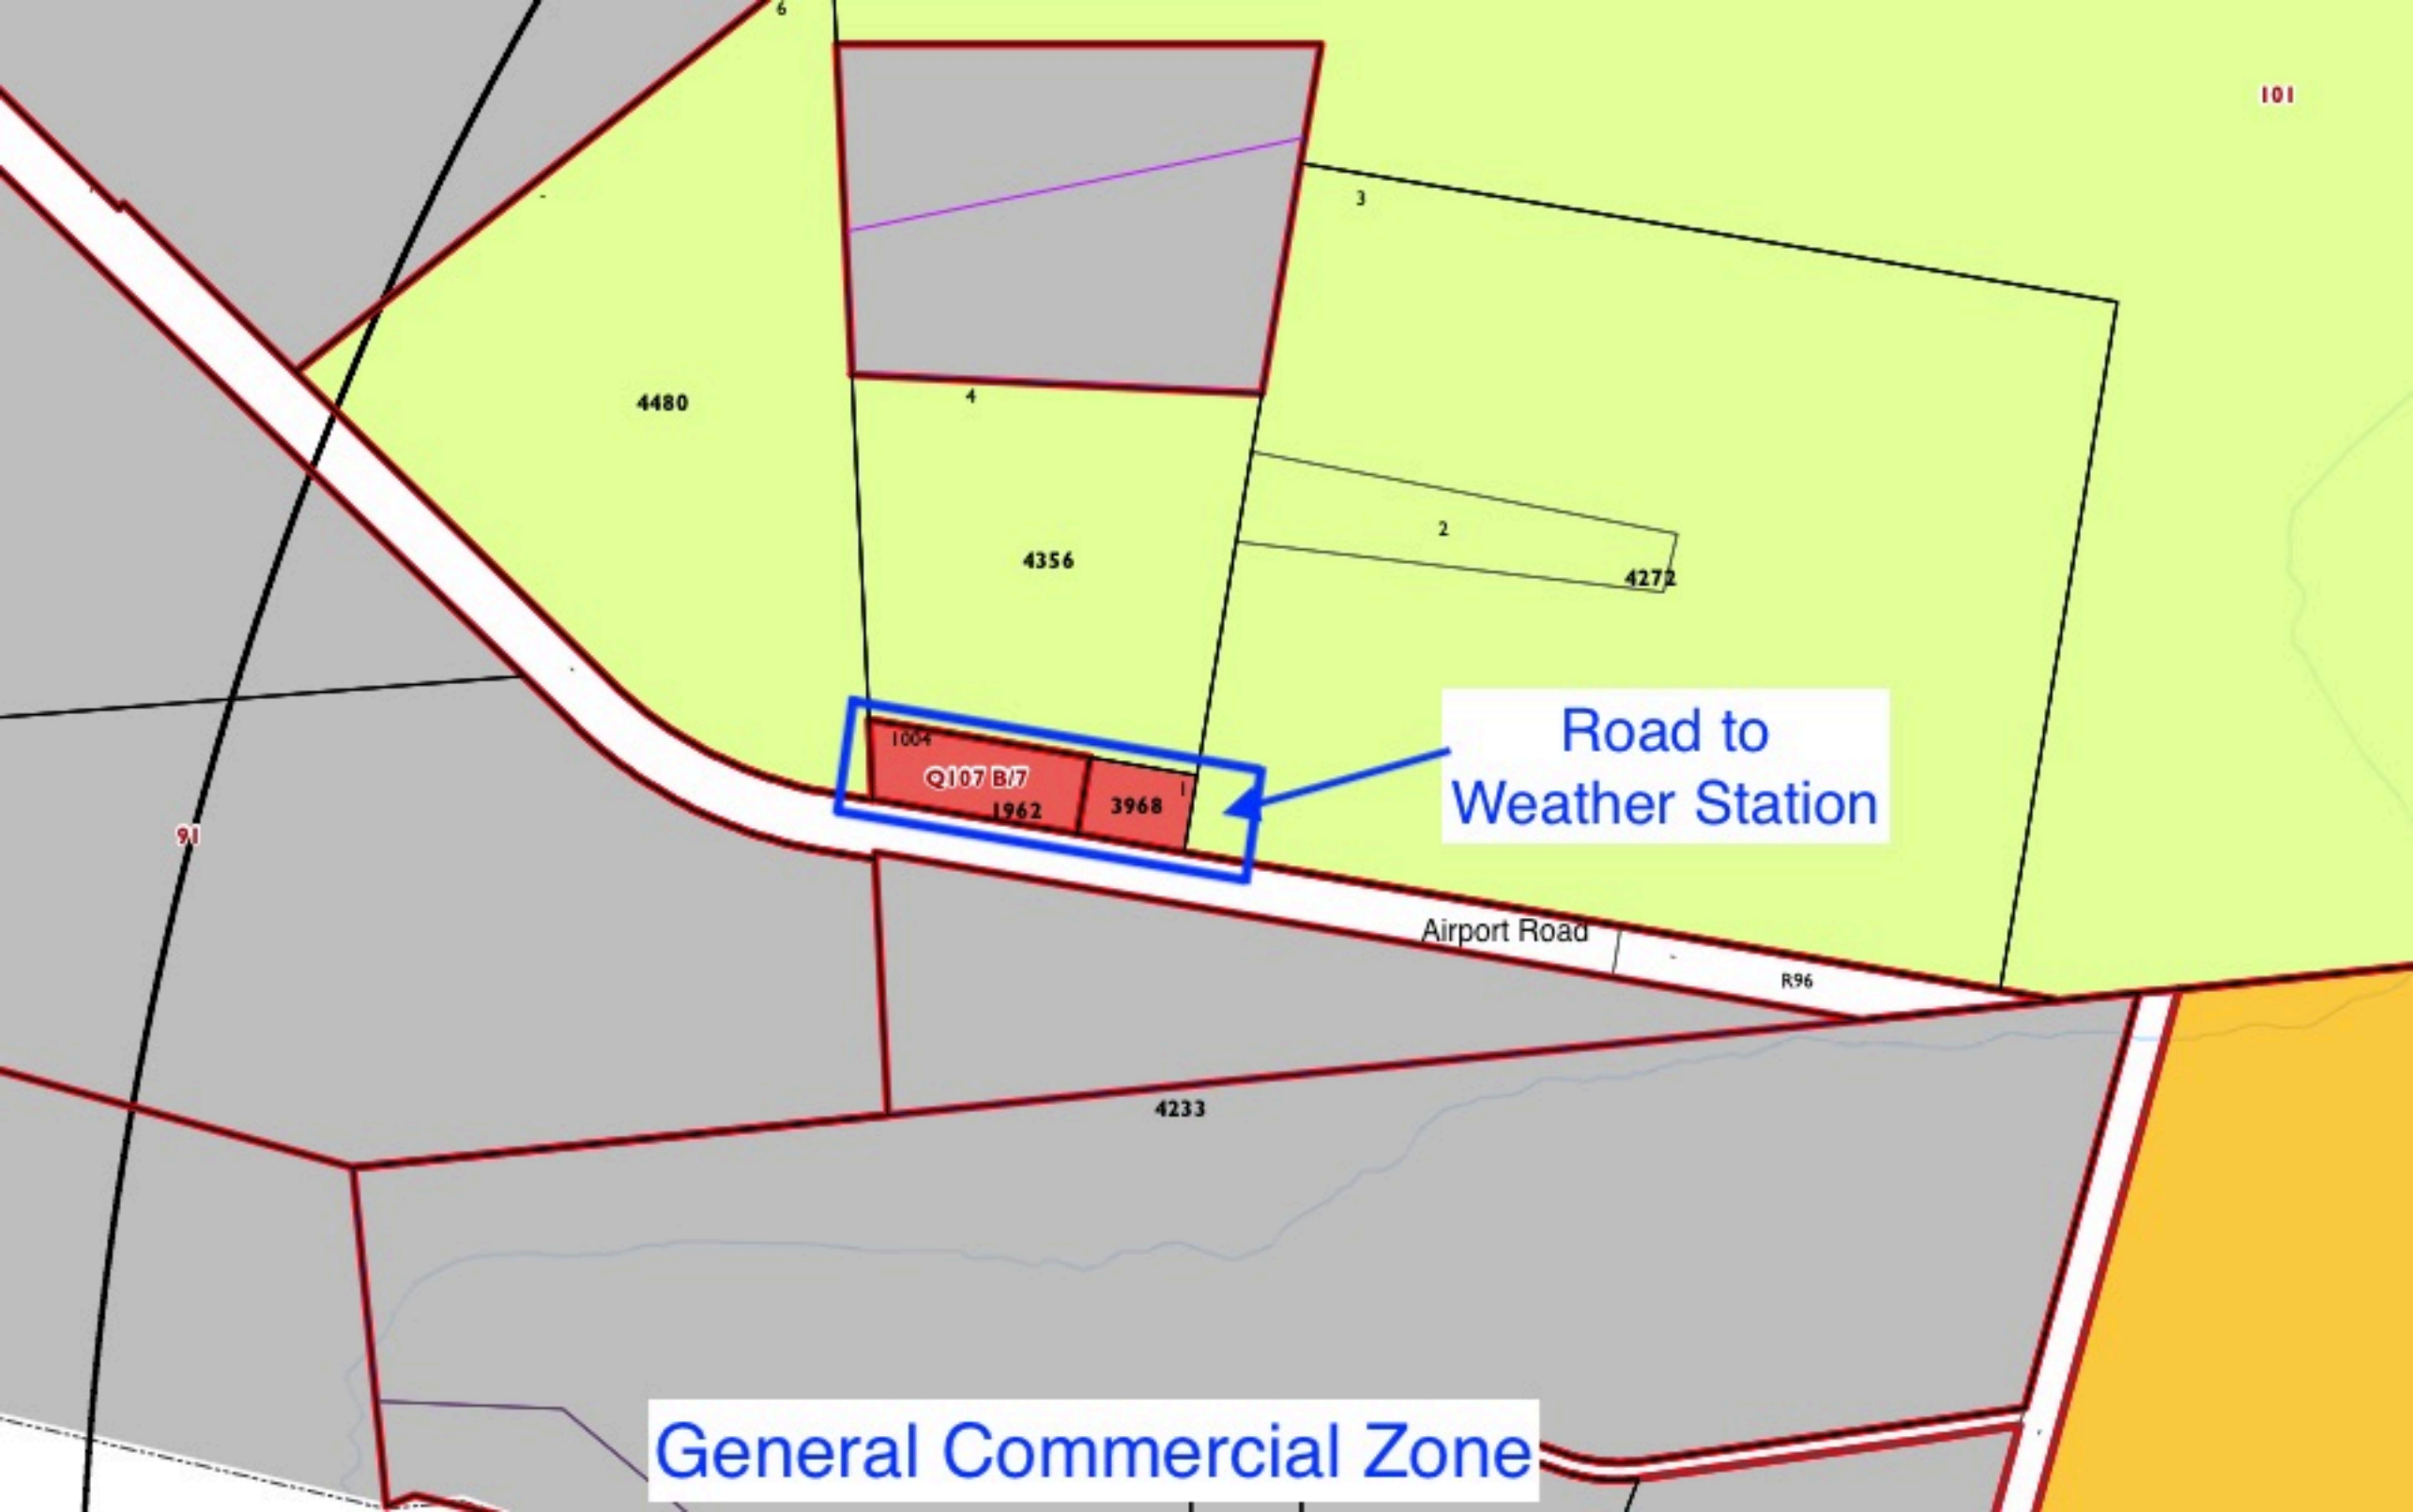 6
101
3
4
4480
2
4356
4272
Road to
Weather Station
1004
Q107 B/7
1
1962
3968
91
Airport Road
R96
4233
General Commercial Zone